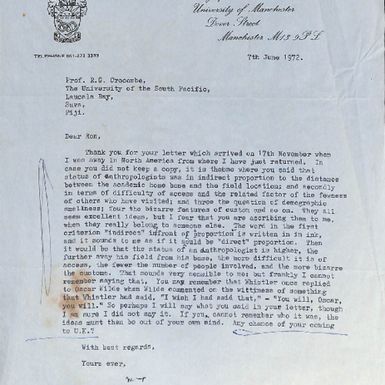 University of Manchester
Dover Street
Manchester M13 9PL
TELEPHONE 061-273 3333
7th June 1972.
Prof. R.G. Crocombe,
The University of the South Pacific,
Laucala Bay,
Suva,
Fiji.
Dear Ron,
Thank you for your letter which arrived on 17th November when
I was away in North America from where I have just returned. In
case you did not keep a copy, it is the one where you said that
status of anthropologists was in indirect proportion to the distance
between the academic home base and the field location; and secondly
in terms of difficulty of access and the related factor of the fewness
of others who have visited; and three the question of demographic
smallness; four the bizarre features of custom and so on. They all
seem excellent ideas, but I fear that you are ascribing them to me,
when they really belong to someone else. The word in the first
criterion "indirect" infront of proportion is written in in ink,
and it sounds to me as if it should be "direct" proportion. Then
it would be that the status of an Anthropologist is higher, the
further away his field from his base, the more difficult it is of
access, the fewer the number of people involved, and the more bizarre
the customs. That sounds very sensible to me but frankly I cannot
remember saying that. You may remember that Whistler once replied
to Oscar Wilde when Wilde commented on the wittiness of something
that Whistler had said, "I wish I had said that," – "You will, Oscar,
you will." So perhaps I will say what you said in your letter, though
I am sure I did not say it. If you cannot remember who it was, the
ideas must then be out of your own mind. Any chance of your coming
to U.K?
With best regards,
Yours ever,